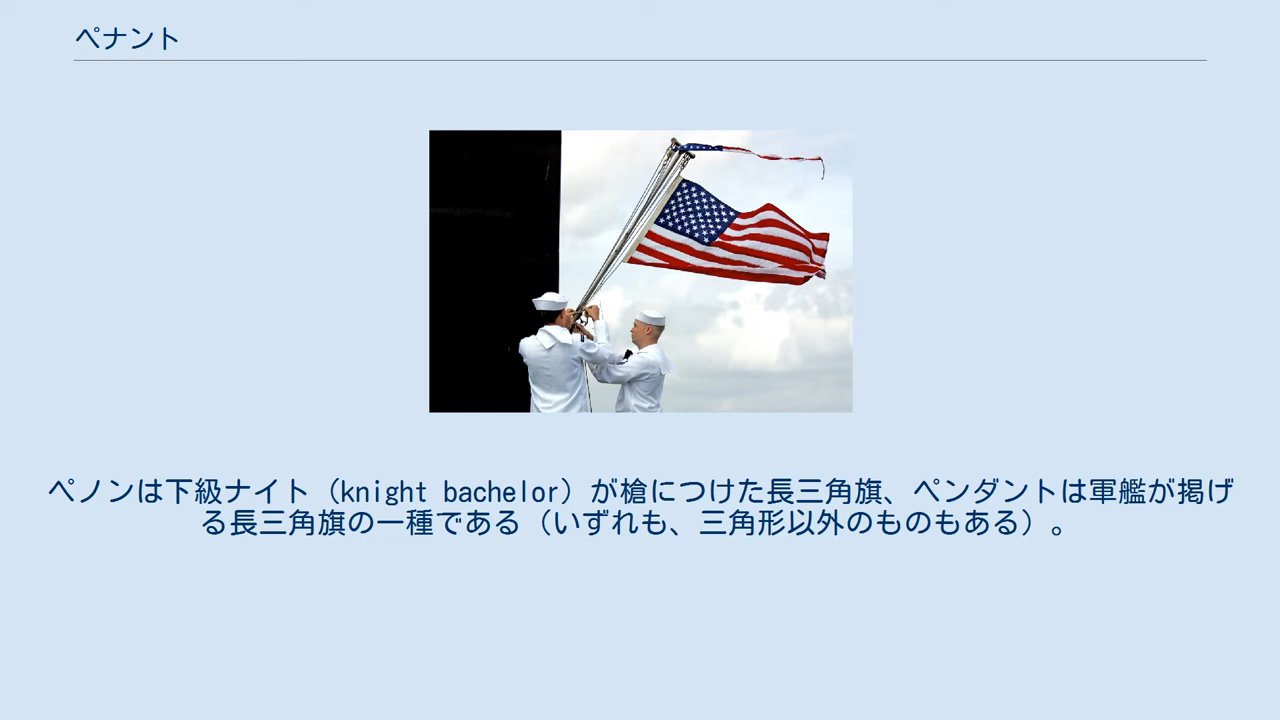 ペナント
ペノンは下級ナイト（knight bachelor）が槍につけた長三角旗、ペンダントは軍艦が掲げ
る長三角旗の一種である（いずれも、三角形以外のものもある）。